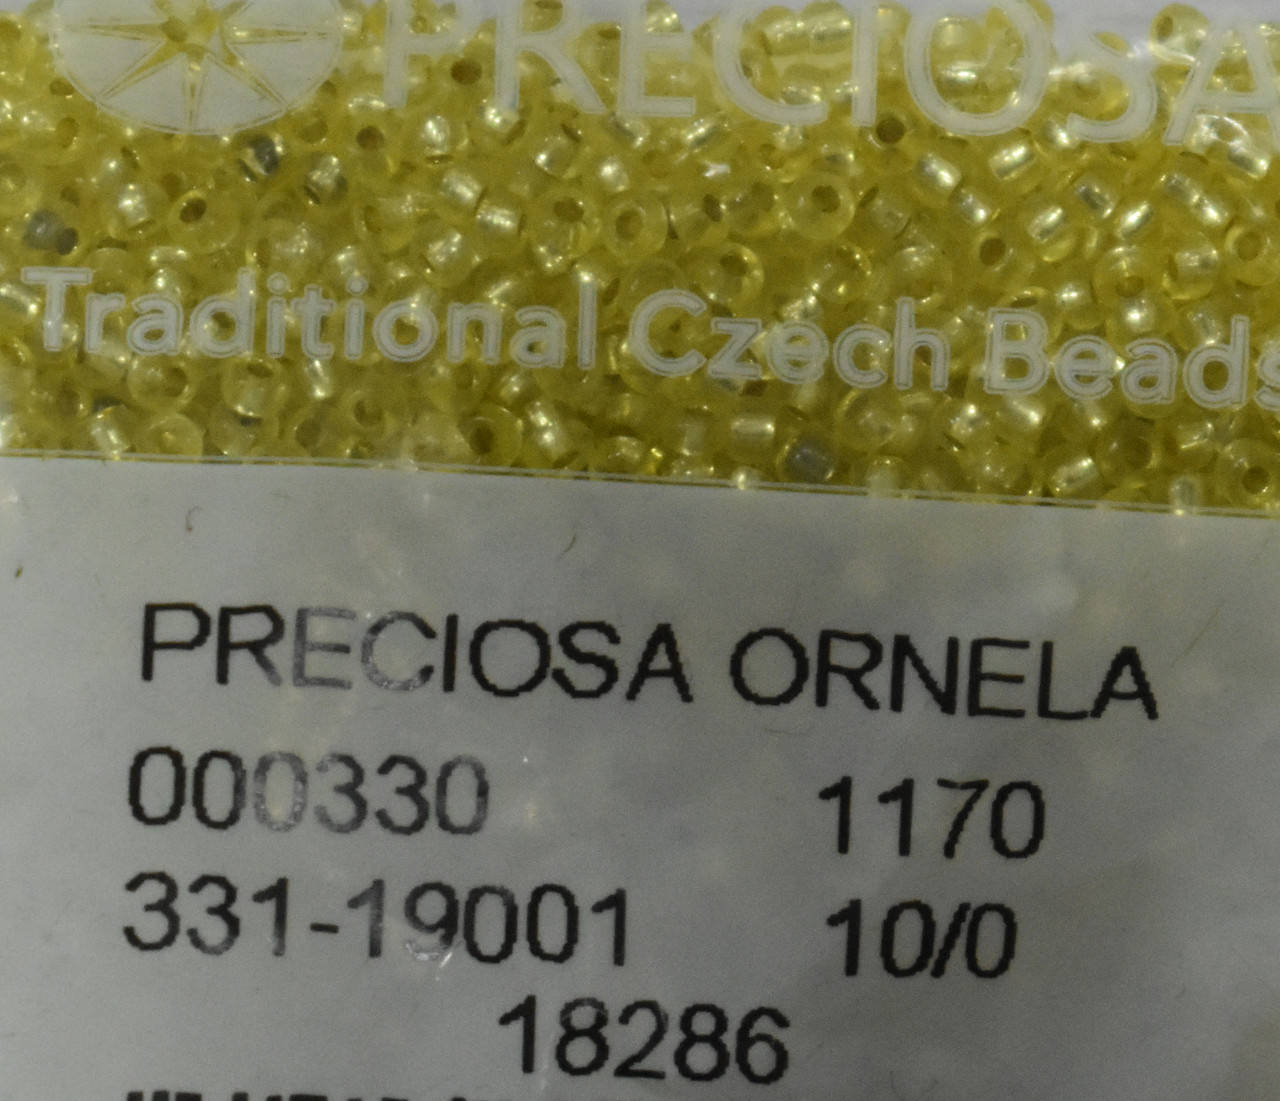 PRECIOSA
Traditional Czech Beads
PRECIOSA ORNELA
000330 1170
331-19001 10/0
18286